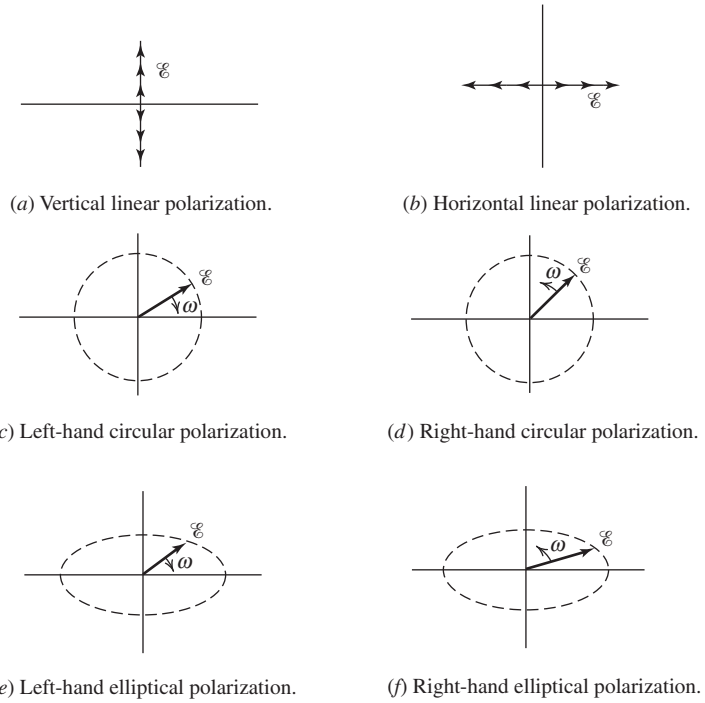 ℰ
ℰ
(a) Vertical linear polarization.
(b) Horizontal linear polarization.
ℰ
ω
ω
ℰ
c) Left-hand circular polarization.
(d) Right-hand circular polarization.
ℰ
ω
ω
ℰ
e) Left-hand elliptical polarization.
(f) Right-hand elliptical polarization.